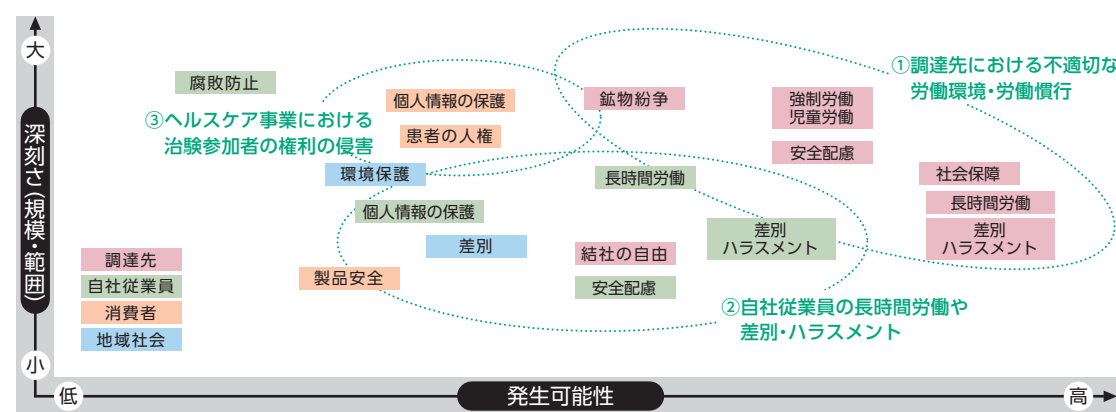 大
深刻さ（規模・範囲）
小
低
発生可能性
高
腐敗防止
③ヘルスケア事業における
治験参加者の権利の侵害
個人情報の保護
患者の人権
環境保護
個人情報の保護
差別
製品安全
鉱物紛争
長時間労働
結社の自由
安全配慮
差別
ハラスメント
①調達先における不適切な
労働環境・労働慣行
強制労働
児童労働
安全配慮
社会保障
長時間労働
差別
ハラスメント
②自社従業員の長時間労働や
差別・ハラスメント
調達先
自社従業員
消費者
地域社会